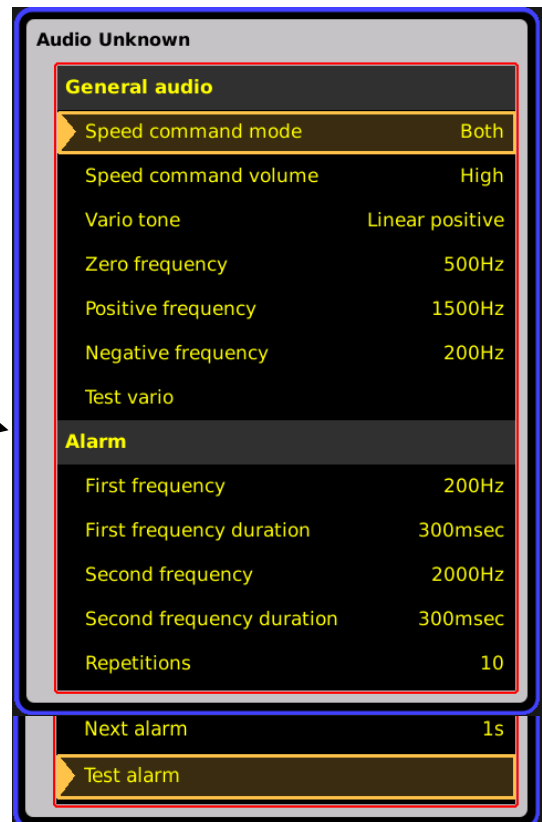 Audio Unknown
General audio
Speed command mode Both
Speed command volume High
Vario tone Linear positive
Zero frequency 500Hz
Positive frequency 1500Hz
Negative frequency 200Hz
Test vario
Alarm
First frequency 200Hz
First frequency duration 300msec
Second frequency 2000Hz
Second frequency duration 300msec
Repetitions 10
Next alarm 1s
Test alarm